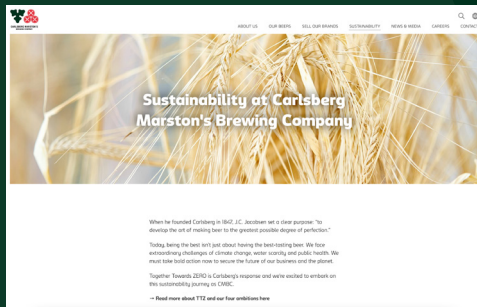 CARLSBERG MARSTON'S
BREWING COMPANY
ABOUT US OUR BEERS SELL OUR BRANDS SUSTAINABILITY NEWS & MEDIA CAREERS CONTACT
Sustainability at Carlsberg
Marston's Brewing Company
When he founded Carlsberg in 1847, J.C. Jacobsen set a clear purpose: "to
develop the art of making beer to the greatest possible degree of perfection."
Today, being the best isn't just about having the best-tasting beer. We face
extraordinary challenges of climate change, water scarcity and public health. We
must take bold action now to secure the future of our business and the planet.
Together Towards ZERO is Carlsberg's response and we're excited to embark on
this sustainability journey as CMBC.
→ Read more about TTZ and our four ambitions here